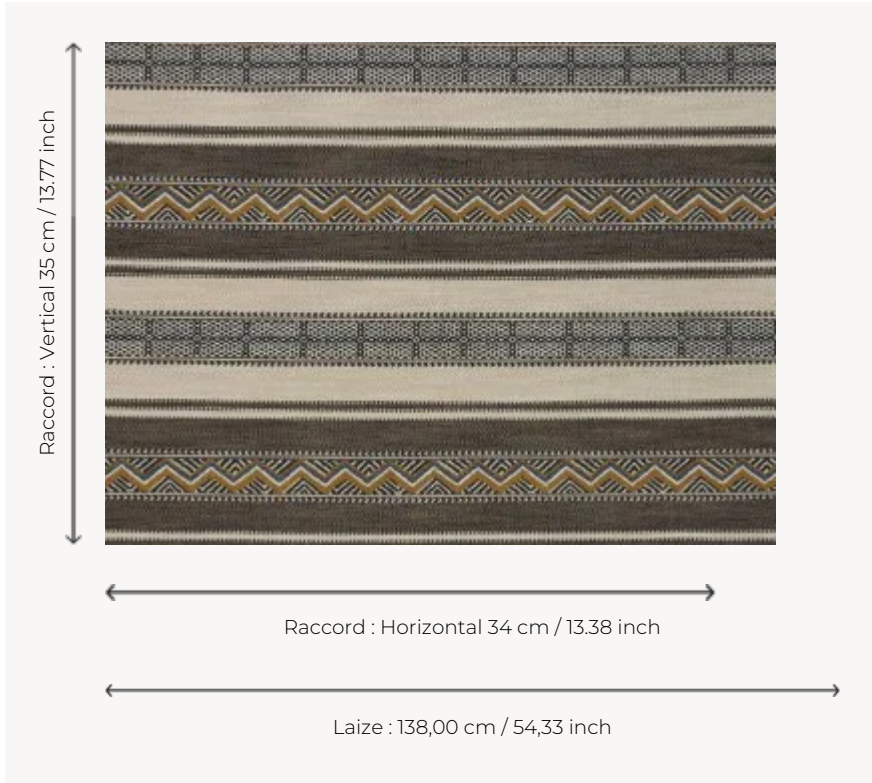 Raccord : Vertical 35 cm / 13.77 inch
Raccord : Horizontal 34 cm / 13.38 inch
Laize : 138,00 cm / 54,33 inch